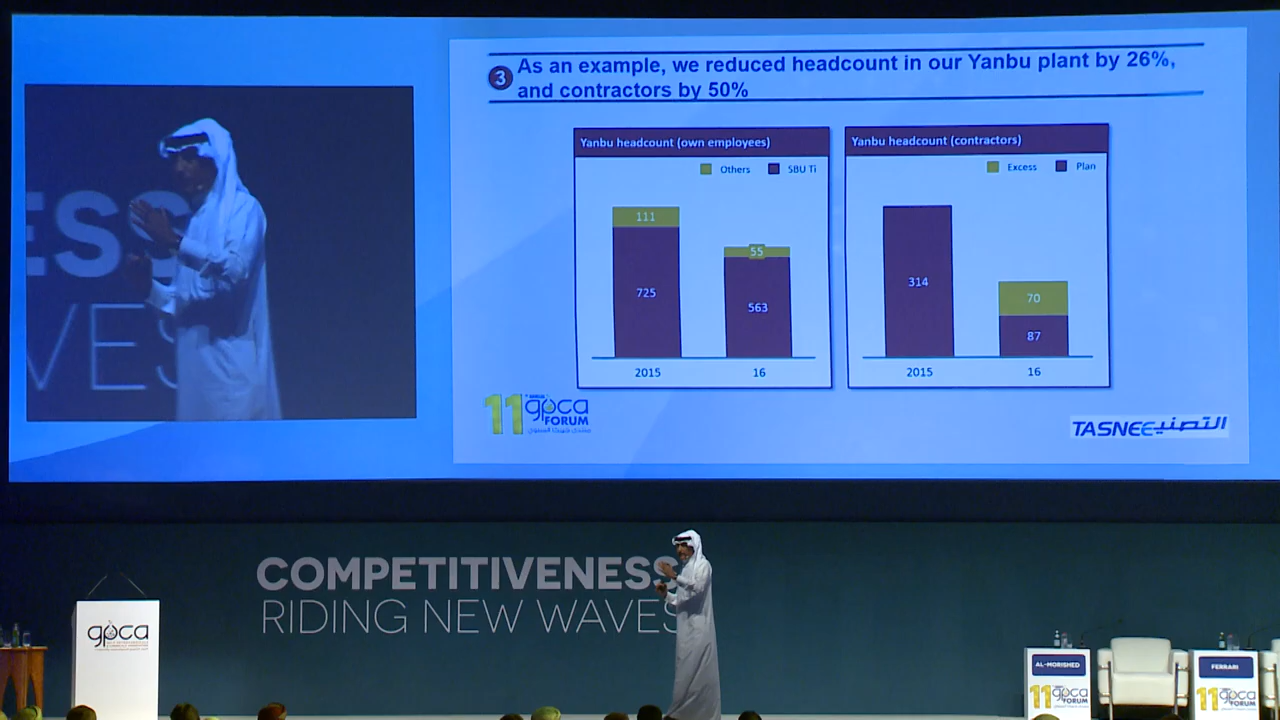 3 As an example, we reduced headcount in our Yanbu plant by 26%,
and contractors by 50%
Yanbu headcount (own employees)
Others SBU Ti
111
725
55
563
2015 16
Yanbu headcount (contractors)
Excess Plan
314
70
87
2015 16
11 gpca
FORUM
TASNEE التصنيع
ESS
VES
COMPETITIVENESS
RIDING NEW WAVES
gpca
AL-MORISHED
11 gpca
FORUM
FERRARI
11 gpca
FORUM